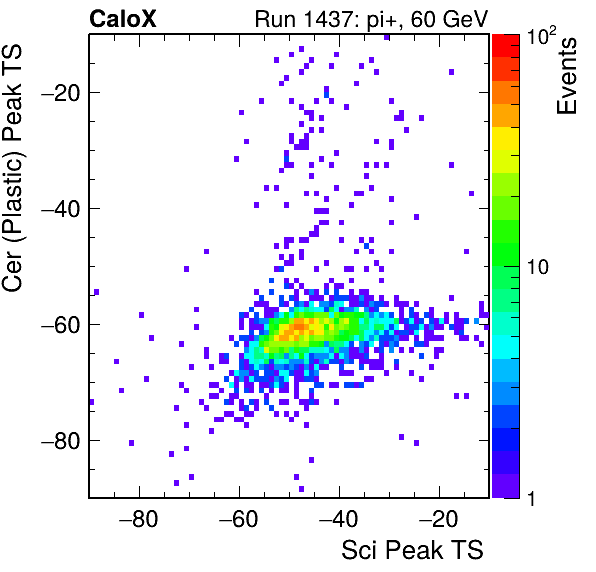 CaloX Run 1437: pi+, 60 GeV
Cer (Plastic) Peak TS
−20
−40
−60
−80
−80 −60 −40 −20
Sci Peak TS
10²
10
1
Events